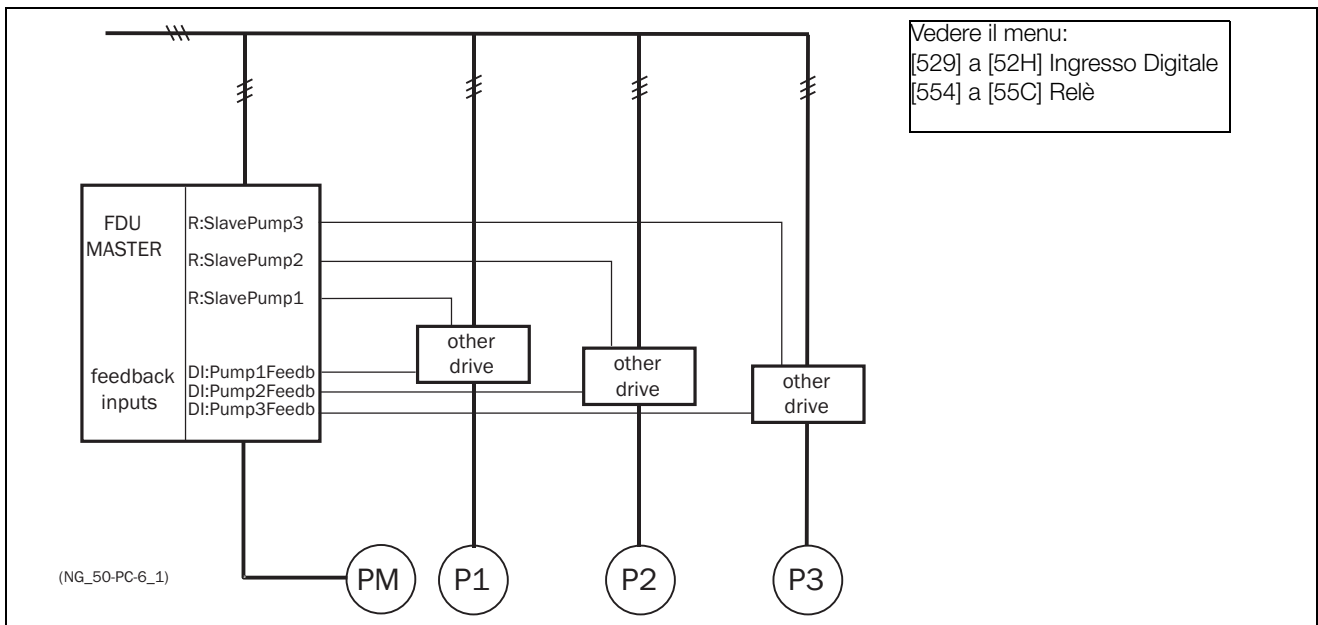 Vedere il menu:
[529] a [52H] Ingresso Digitale
[554] a [55C] Relè
FDU
MASTER
R:SlavePump3
R:SlavePump2
R:SlavePump1
feedback
inputs
DI:Pump1Feedb
DI:Pump2Feedb
DI:Pump3Feedb
other
drive
other
drive
other
drive
(NG_50-PC-6_1)
PM
P1
P2
P3